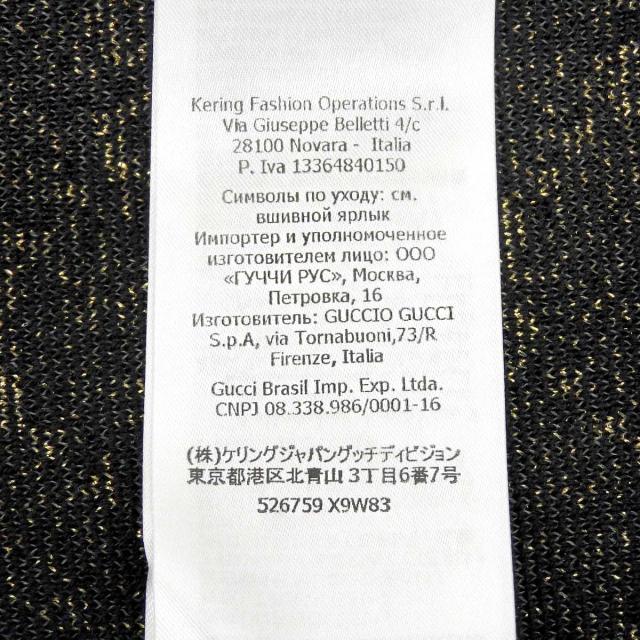 Kering Fashion Operations S.r.l.
Via Giuseppe Belletti 4/c
28100 Novara - Italia
P. Iva 13364840150
Символы по уходу: см.
вшивной ярлык
Импортер и уполномоченное
изготовителем лицо: ООО
«ГУЧЧИ РУС», Москва,
Петровка, 16
Изготовитель: GUCCIO GUCCI
S.p.A, via Tornabuoni,73/R
Firenze, Italia
Gucci Brasil Imp. Exp. Ltda.
CNPJ 08.338.986/0001-16
(株)ケリングジャパングッチディビジョン
東京都港区北青山 3丁目6番7号
526759 X9W83